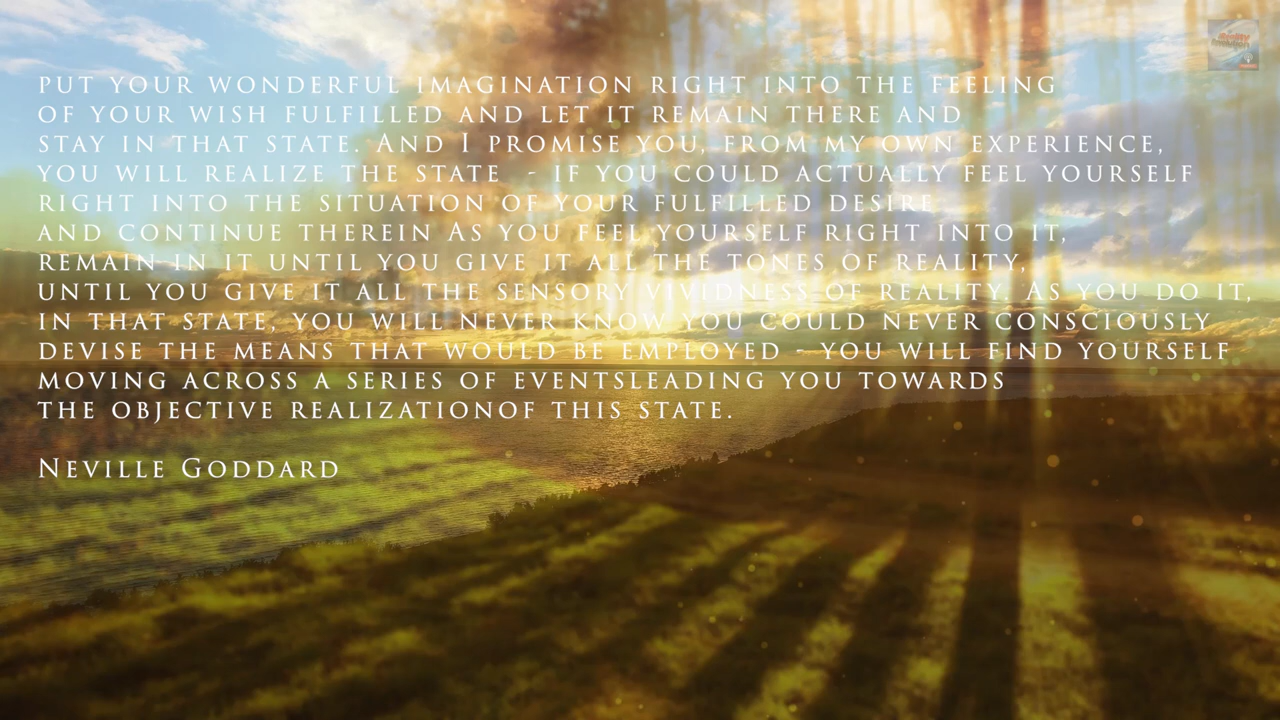 PUT YOUR WONDERFUL IMAGINATION RIGHT INTO THE FEELING
OF YOUR WISH FULFILLED AND LET IT REMAIN THERE AND
STAY IN THAT STATE. AND I PROMISE YOU, FROM MY OWN EXPERIENCE,
YOU WILL REALIZE THE STATE - IF YOU COULD ACTUALLY FEEL YOURSELF
RIGHT INTO THE SITUATION OF YOUR FULFILLED DESIRE
AND CONTINUE THEREIN AS YOU FEEL YOURSELF RIGHT INTO IT,
REMAIN IN IT UNTIL YOU GIVE IT ALL THE TONES OF REALITY,
UNTIL YOU GIVE IT ALL THE SENSORY VIVIDNESS OF REALITY. AS YOU DO IT,
IN THAT STATE, YOU WILL NEVER KNOW YOU COULD NEVER CONSCIOUSLY
DEVISE THE MEANS THAT WOULD BE EMPLOYED - YOU WILL FIND YOURSELF
MOVING ACROSS A SERIES OF EVENTSLEADING YOU TOWARDS
THE OBJECTIVE REALIZATIONOF THIS STATE.
NEVILLE GODDARD